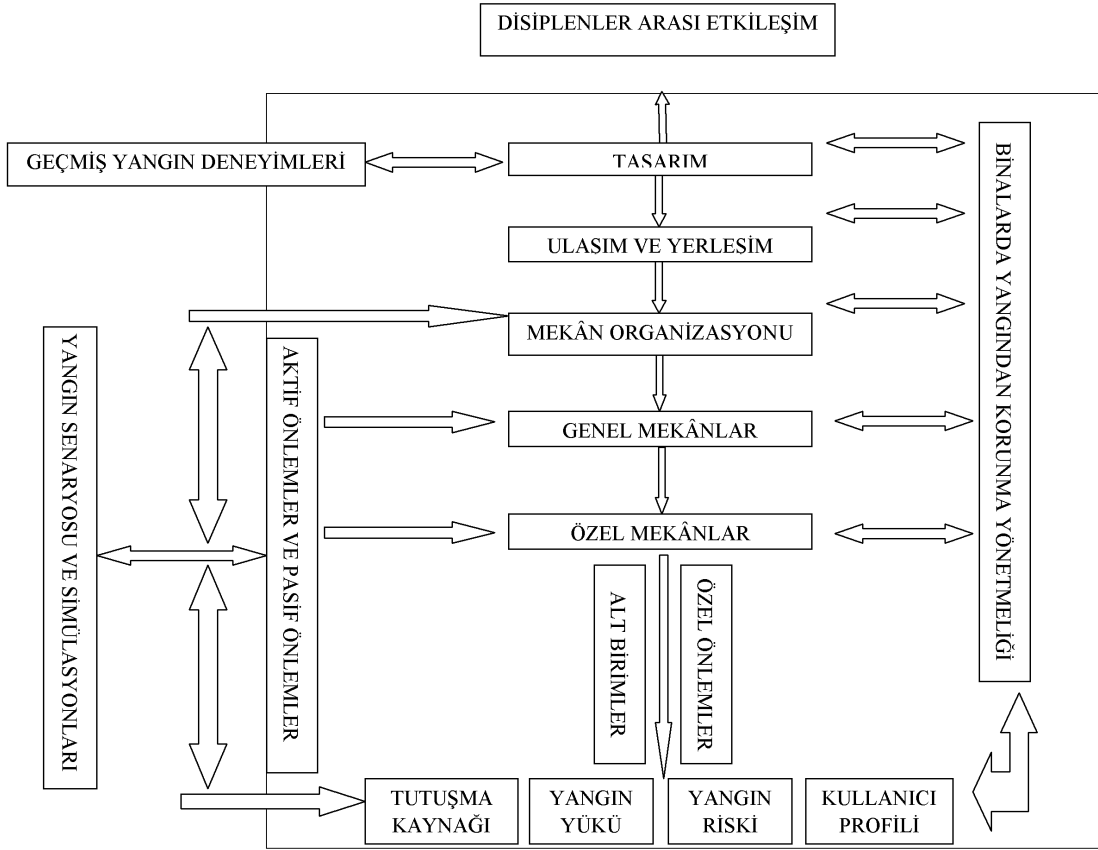 DİSİPLENLER ARASI ETKİLEŞİM
GEÇMİŞ YANGIN DENEYİMLERİ
TASARIM
ULAŞIM VE YERLEŞİM
MEKÂN ORGANİZASYONU
GENEL MEKÂNLAR
ÖZEL MEKÂNLAR
YANGIN SENARYOSU VE SİMÜLASYONLARI
AKTİF ÖNLEMLER VE PASİF ÖNLEMLER
ALT BİRİMLER
ÖZEL ÖNLEMLER
BİNALARDA YANGINDAN KORUNMA YÖNETMELİĞİ
TUTUŞMA
KAYNAĞI
YANGIN
YÜKÜ
YANGIN
RİSKİ
KULLANICI
PROFİLİ